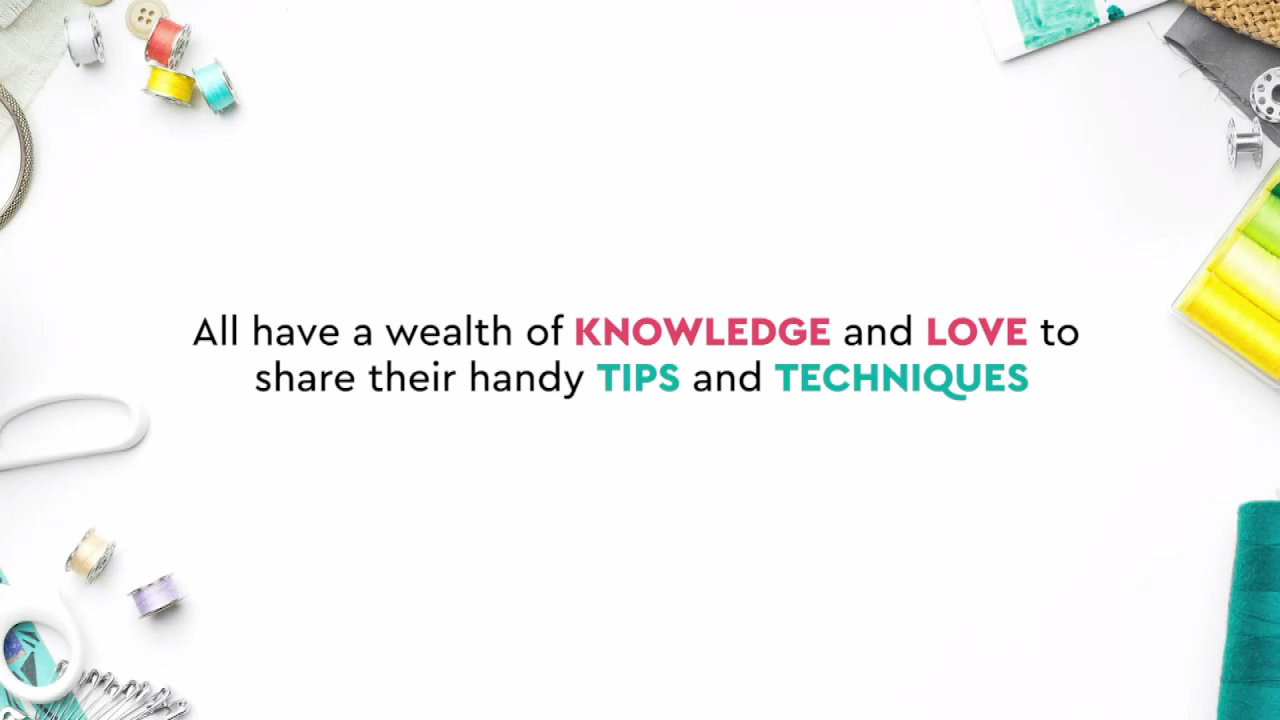 All have a wealth of KNOWLEDGE and LOVE to
share their handy TIPS and TECHNIQUES